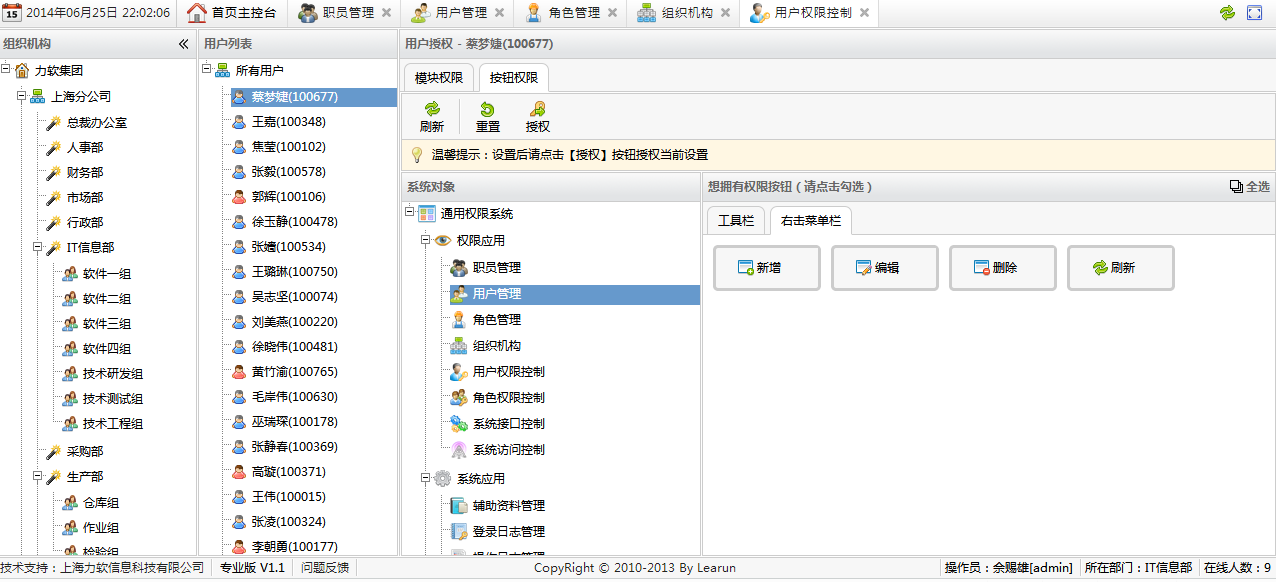 15 2014年06月25日 22:02:06 首页主控台 职员管理 用户管理 角色管理 组织机构 用户权限控制
组织机构
力软集团
上海分公司
总裁办公室
人事部
财务部
市场部
行政部
IT信息部
软件一组
软件二组
软件三组
软件四组
技术研发组
技术测试组
技术工程组
采购部
生产部
仓库组
作业组
检验组
用户列表
所有用户
蔡梦婕(100677)
王嘉(100348)
焦莹(100102)
张毅(100578)
郭辉(100106)
徐玉静(100478)
张嫱(100534)
王璐琳(100750)
吴志坚(100074)
刘美燕(100220)
徐晓伟(100481)
黄竹渝(100765)
毛岸伟(100630)
巫瑞琛(100178)
张静春(100369)
高璇(100371)
王伟(100015)
张凌(100324)
李朝勇(100177)
用户授权 - 蔡梦婕(100677)
模块权限 按钮权限
刷新 重置 授权
温馨提示：设置后请点击【授权】按钮授权当前设置
系统对象
通用权限系统
权限应用
职员管理
用户管理
角色管理
组织机构
用户权限控制
角色权限控制
系统接口控制
系统访问控制
系统应用
辅助资料管理
登录日志管理
操作日志管理
想拥有权限按钮（请点击勾选） 全选
工具栏 右击菜单栏
新增 编辑 删除 刷新
技术支持：上海力软信息科技有限公司 专业版 V1.1 问题反馈 CopyRight © 2010-2013 By Learun 操作员：佘赐雄[admin] 所在部门：IT信息部 在线人数：9